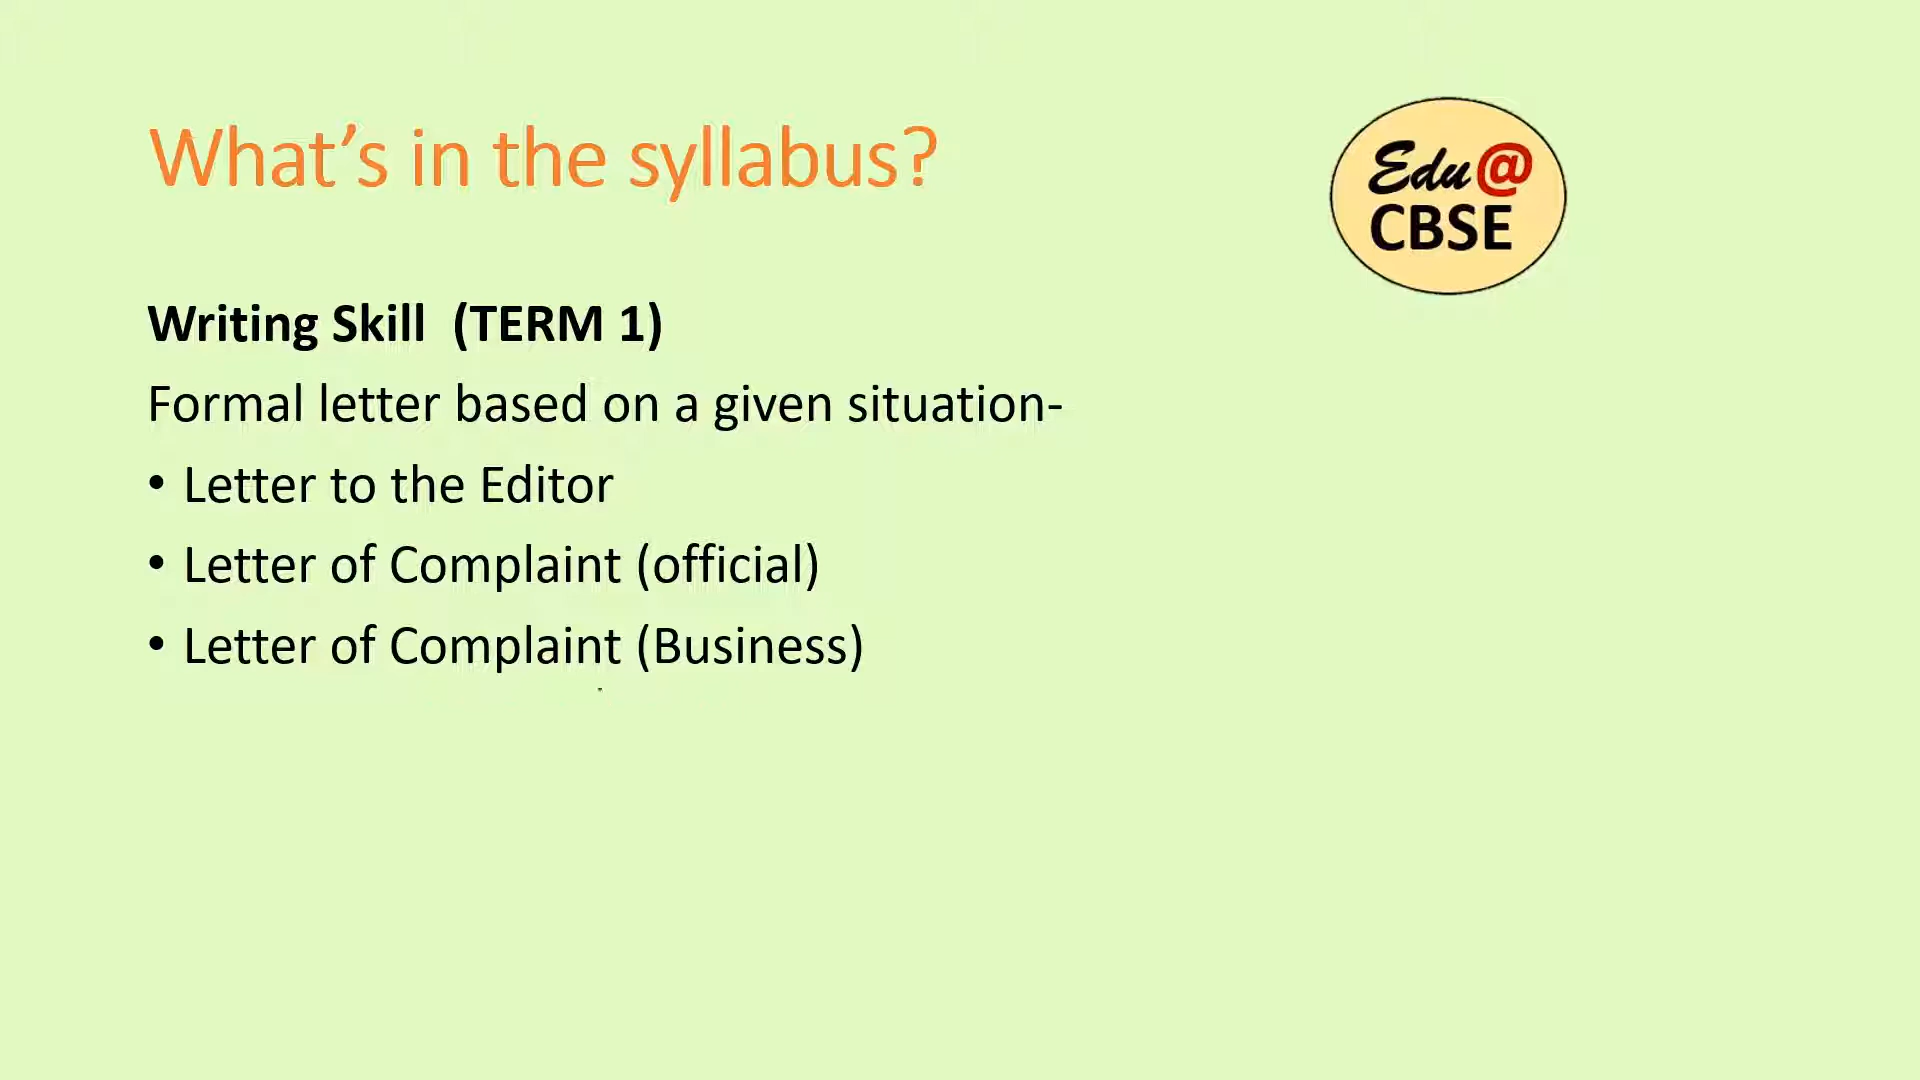 What’s in the syllabus?
Edu@
CBSE
Writing Skill  (TERM 1)
Formal letter based on a given situation-
• Letter to the Editor
• Letter of Complaint (official)
• Letter of Complaint (Business)